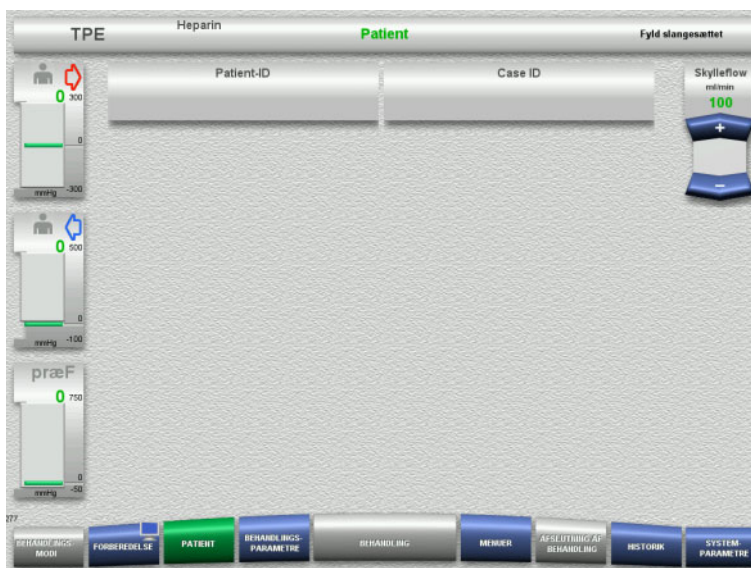 TPE
Heparin
Patient
Fyld slangesættet
0
300
0
-300
mmHg
Patient-ID
Case ID
Skylleflow
ml/min
100
+
−
0
500
0
-100
mmHg
præF
0
750
0
-50
mmHg
277
BEHANDLINGS-
MODI
FORBEREDELSE
PATIENT
BEHANDLINGS-
PARAMETRE
BEHANDLING
MENUER
AFSLUTNING AF
BEHANDLING
HISTORIK
SYSTEM-
PARAMETRE